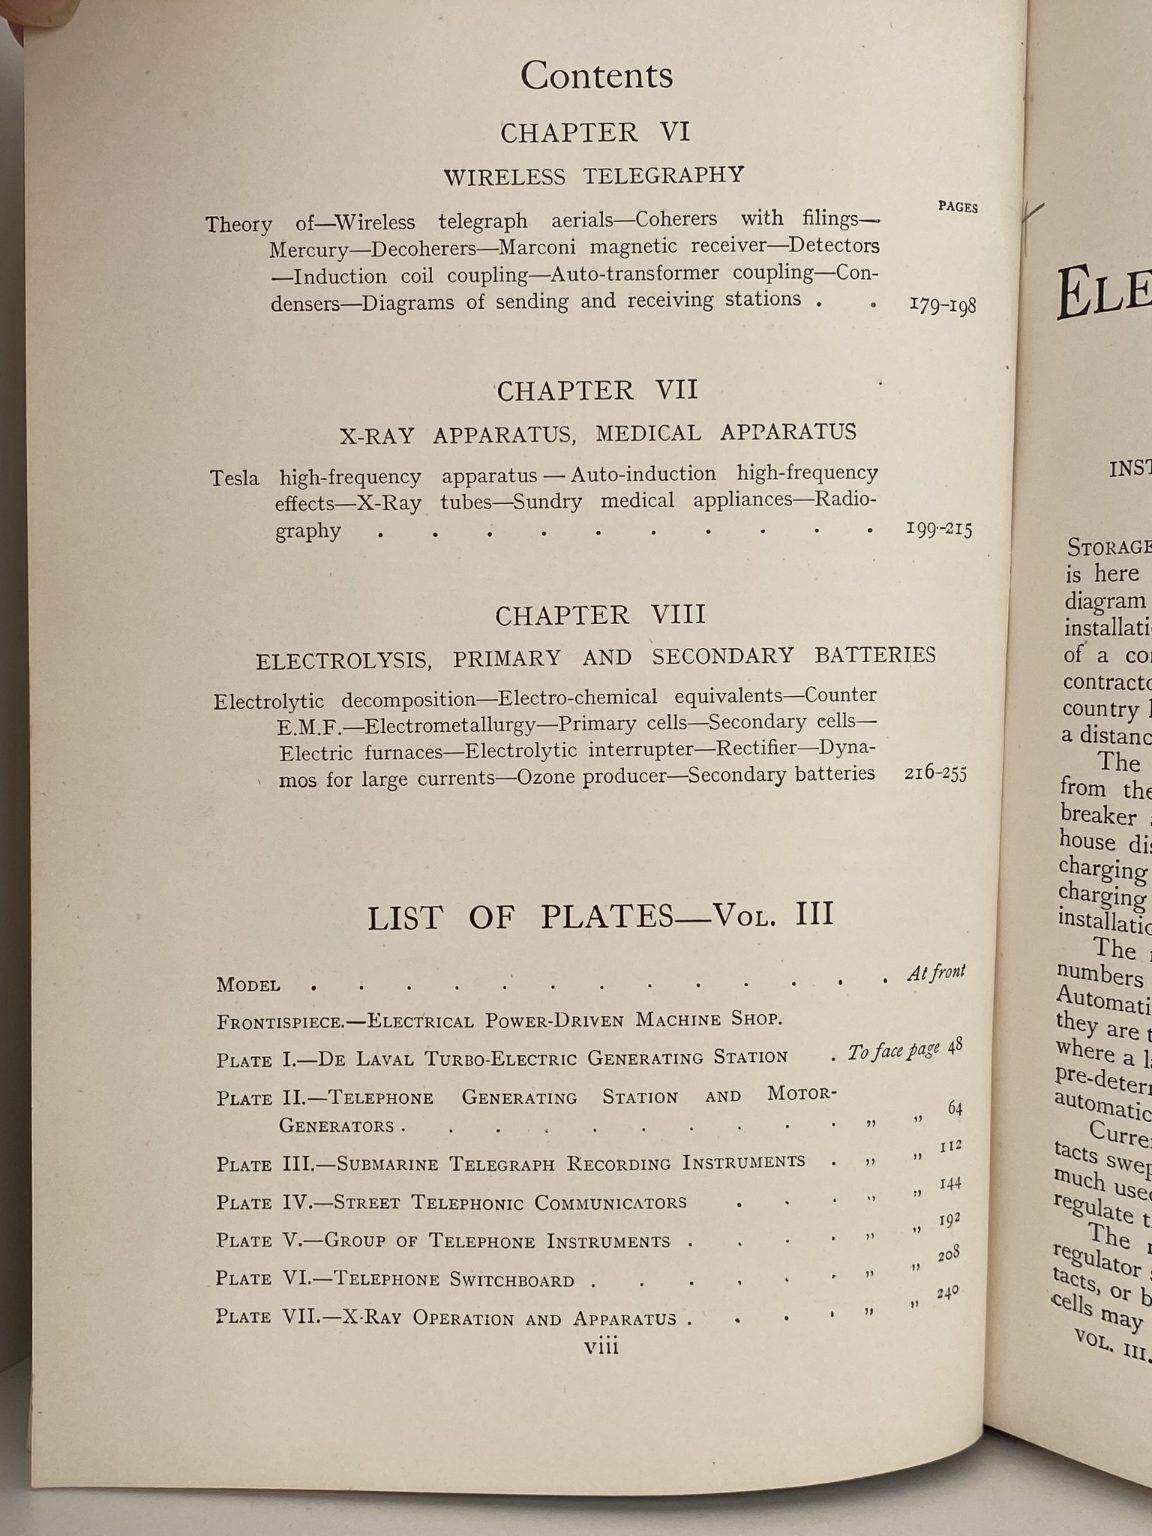 Contents
CHAPTER VI
WIRELESS TELEGRAPHY
PAGES
Theory of—Wireless telegraph aerials—Coherers with filings—
Mercury—Decoherers—Marconi magnetic receiver—Detectors
—Induction coil coupling—Auto-transformer coupling—Con-
densers—Diagrams of sending and receiving stations . . 179-198
CHAPTER VII
X-RAY APPARATUS, MEDICAL APPARATUS
Tesla high-frequency apparatus — Auto-induction high-frequency
effects—X-Ray tubes—Sundry medical appliances—Radio-
graphy . . . . . . . . . . 199-215
CHAPTER VIII
ELECTROLYSIS, PRIMARY AND SECONDARY BATTERIES
Electrolytic decomposition—Electro-chemical equivalents—Counter
E.M.F.—Electrometallurgy—Primary cells—Secondary cells—
Electric furnaces—Electrolytic interrupter—Rectifier—Dyna-
mos for large currents—Ozone producer—Secondary batteries 216-255
LIST OF PLATES—VOL. III
MODEL . . . . . . . . . . . . . At front
FRONTISPIECE.—ELECTRICAL POWER-DRIVEN MACHINE SHOP.
PLATE I.—DE LAVAL TURBO-ELECTRIC GENERATING STATION . To face page 48
PLATE II.—TELEPHONE GENERATING STATION AND MOTOR-
GENERATORS . . . . . . . . . . ,, ,, 64
PLATE III.—SUBMARINE TELEGRAPH RECORDING INSTRUMENTS . ,, ,, 112
PLATE IV.—STREET TELEPHONIC COMMUNICATORS . . . ,, ,, 144
PLATE V.—GROUP OF TELEPHONE INSTRUMENTS . . . . ,, ,, 192
PLATE VI.—TELEPHONE SWITCHBOARD . . . . . . ,, ,, 208
PLATE VII.—X-RAY OPERATION AND APPARATUS . . . . ,, ,, 240
viii
ELE
INST
STORAGE
is here
diagram
installati
of a co
contracto
country
a distanc
The
from the
breaker
house dis
charging
charging
installatio
The
numbers
Automati
they are t
where a l
pre-deter
automatic
Curre
tacts swep
much use
regulate t
The
regulator
tacts, or b
cells may
VOL. III.